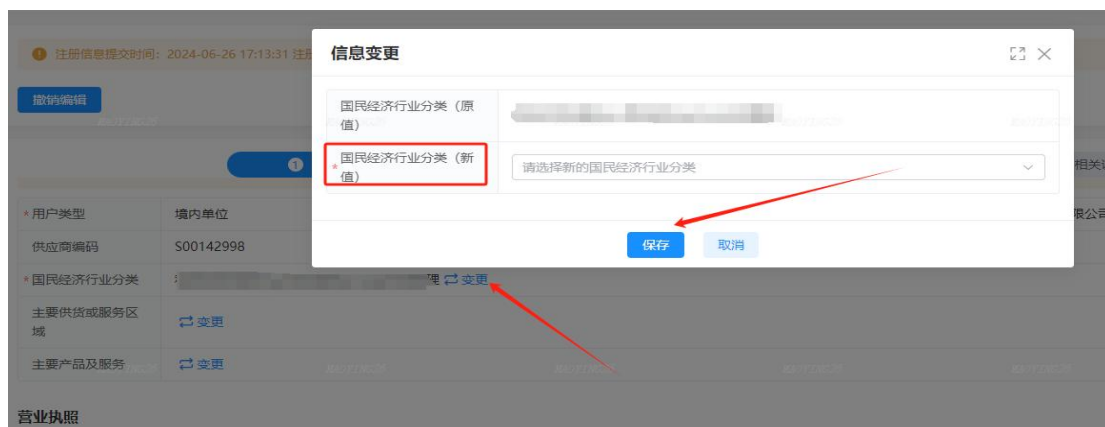 注册信息提交时间：2024-06-26 17:13:31 注
信息变更
撤销编辑
国民经济行业分类（原
值）
*国民经济行业分类（新
值）
请选择新的国民经济行业分类
1
相关
*用户类型 境内单位
限公司
供应商编码 S00142998
保存 取消
*国民经济行业分类 理 变更
主要供货或服务区
域
变更
主要产品及服务 变更
营业执照